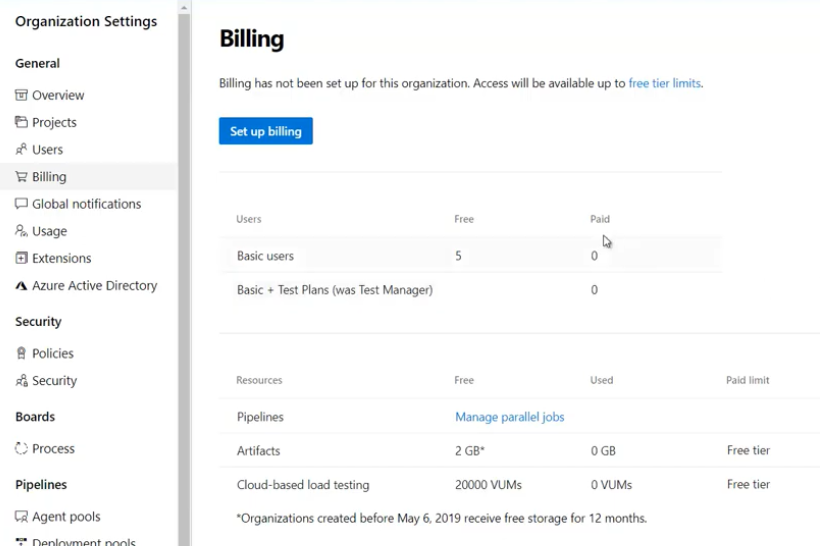 Organization Settings
General
Overview
Projects
Users
Billing
Global notifications
Usage
Extensions
Azure Active Directory
Security
Policies
Security
Boards
Process
Pipelines
Agent pools
Deployment pools
Billing
Billing has not been set up for this organization. Access will be available up to free tier limits.
Set up billing
Users Free Paid
Basic users 5 0
Basic + Test Plans (was Test Manager) 0
Resources Free Used Paid limit
Pipelines Manage parallel jobs
Artifacts 2 GB* 0 GB Free tier
Cloud-based load testing 20000 VUMs 0 VUMs Free tier
*Organizations created before May 6, 2019 receive free storage for 12 months.